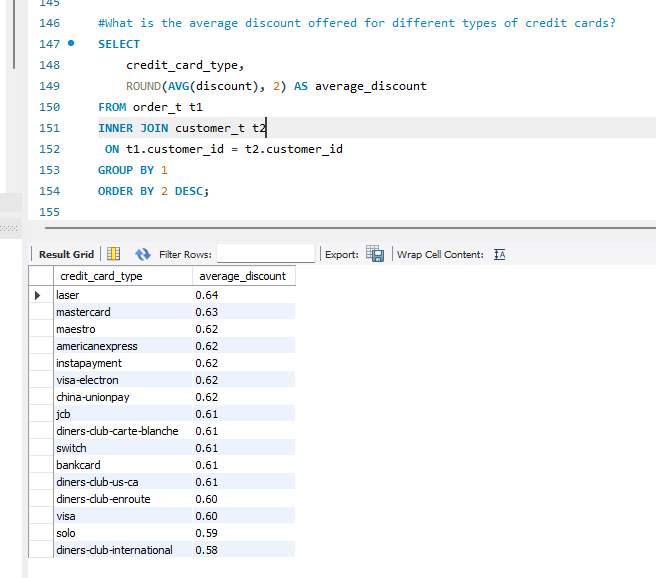 145
146 #What is the average discount offered for different types of credit cards?
147 SELECT
148 credit_card_type,
149 ROUND(AVG(discount), 2) AS average_discount
150 FROM order_t t1
151 INNER JOIN customer_t t2
152 ON t1.customer_id = t2.customer_id
153 GROUP BY 1
154 ORDER BY 2 DESC;
155
Result Grid Filter Rows: Export: Wrap Cell Content: IA
credit_card_type average_discount
laser 0.64
mastercard 0.63
maestro 0.62
americanexpress 0.62
instapayment 0.62
visa-electron 0.62
china-unionpay 0.62
jcb 0.61
diners-club-carte-blanche 0.61
switch 0.61
bankcard 0.61
diners-club-us-ca 0.61
diners-club-enroute 0.60
visa 0.60
solo 0.59
diners-club-international 0.58